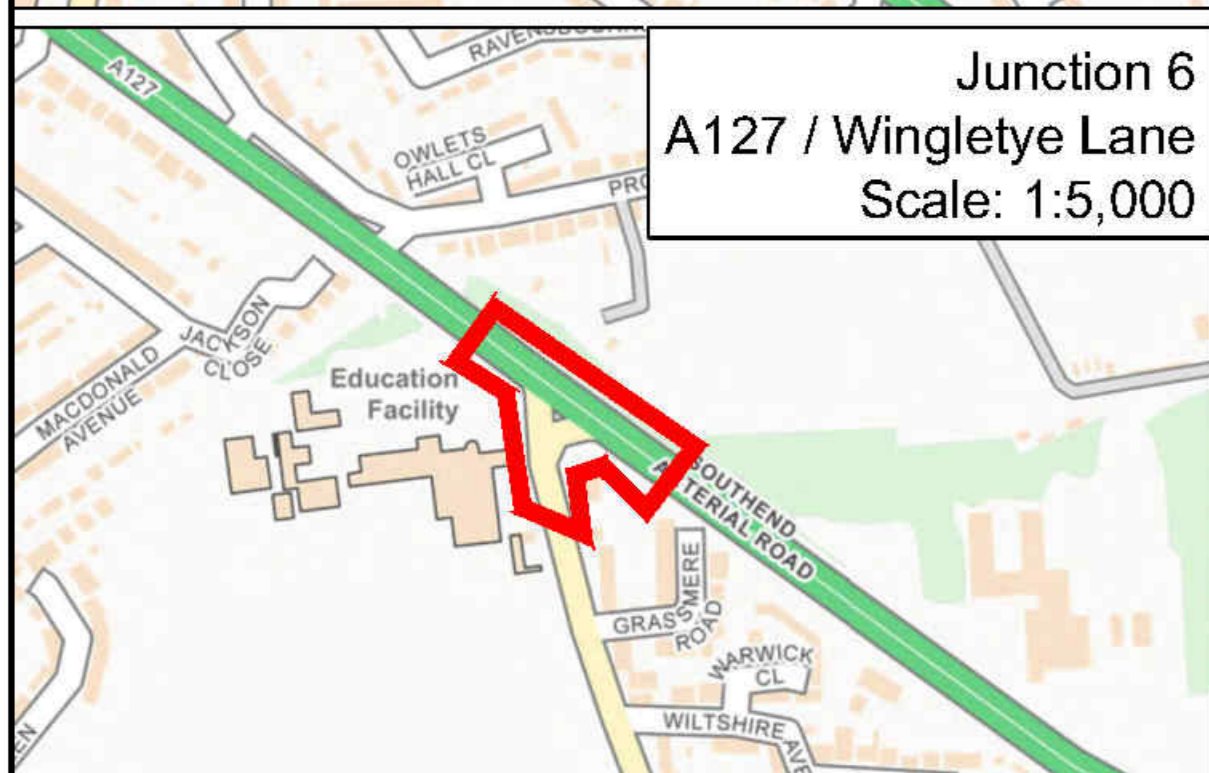 Junction 6
A127 / Wingletye Lane
Scale: 1:5,000
A127
OWLETS
HALL CL
JACKSON
CLOSE
MACDONALD
AVENUE
Education
Facility
SOUTHEND
ARTERIAL ROAD
GRASSMERE
ROAD
WARWICK
CL
WILTSHIRE AVE